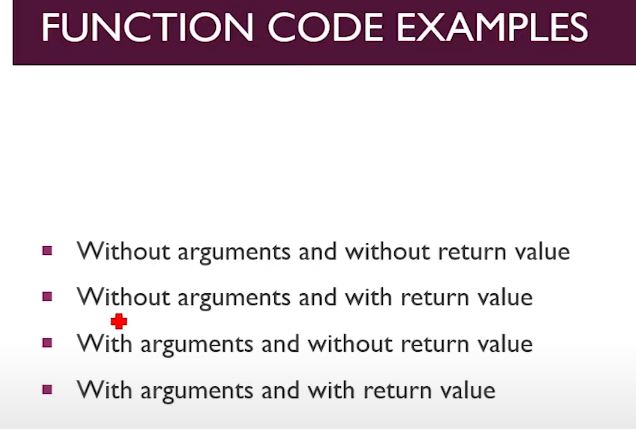 FUNCTION CODE EXAMPLES
Without arguments and without return value
Without arguments and with return value
With arguments and without return value
With arguments and with return value